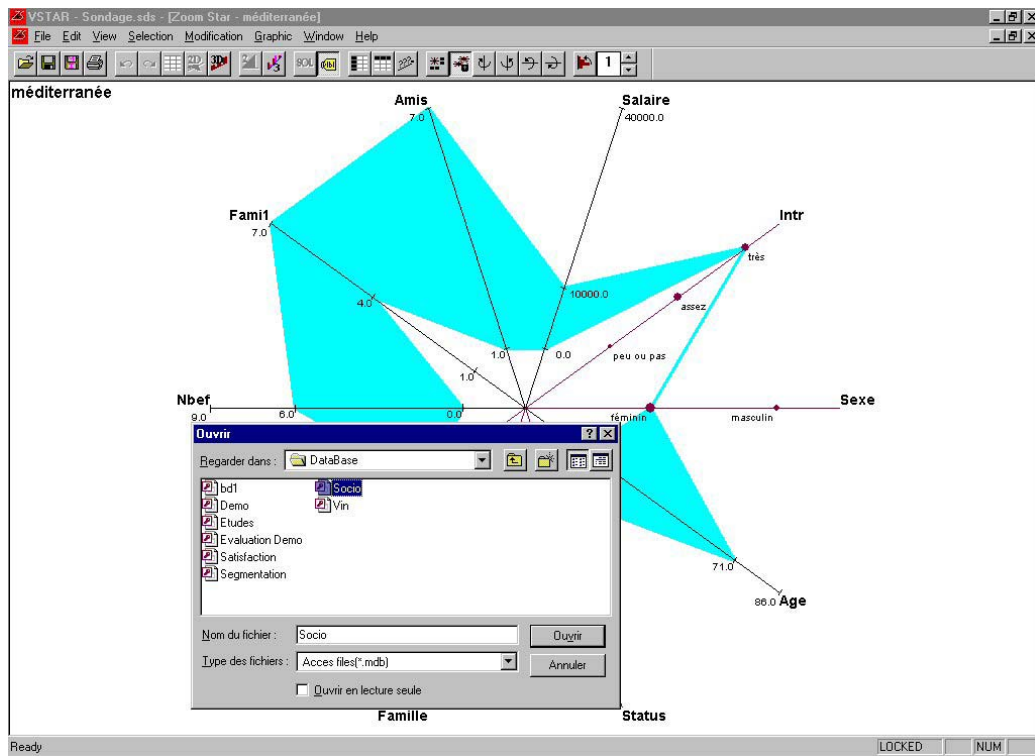 VSTAR - Sondage.sds - [Zoom Star - méditerranée]
File Edit View Selection Modification Graphic Window Help
2D 3D SOL 1
méditerranée
Amis
7.0
Salaire
40000.0
Fami1
7.0
Intr
très
4.0
10000.0
assez
1.0
0.0
peu ou pas
1.0
Nbef
9.0
6.0
0.0
féminin
masculin
Sexe
Ouvrir
Regarder dans : DataBase
bd1
Demo
Etudes
Evaluation Demo
Satisfaction
Segmentation
Socio
Vin
Nom du fichier : Socio
Ouvrir
Type des fichiers : Acces files(*.mdb)
Annuler
Ouvrir en lecture seule
71.0
86.0 Age
Famille
Status
Ready
LOCKED NUM